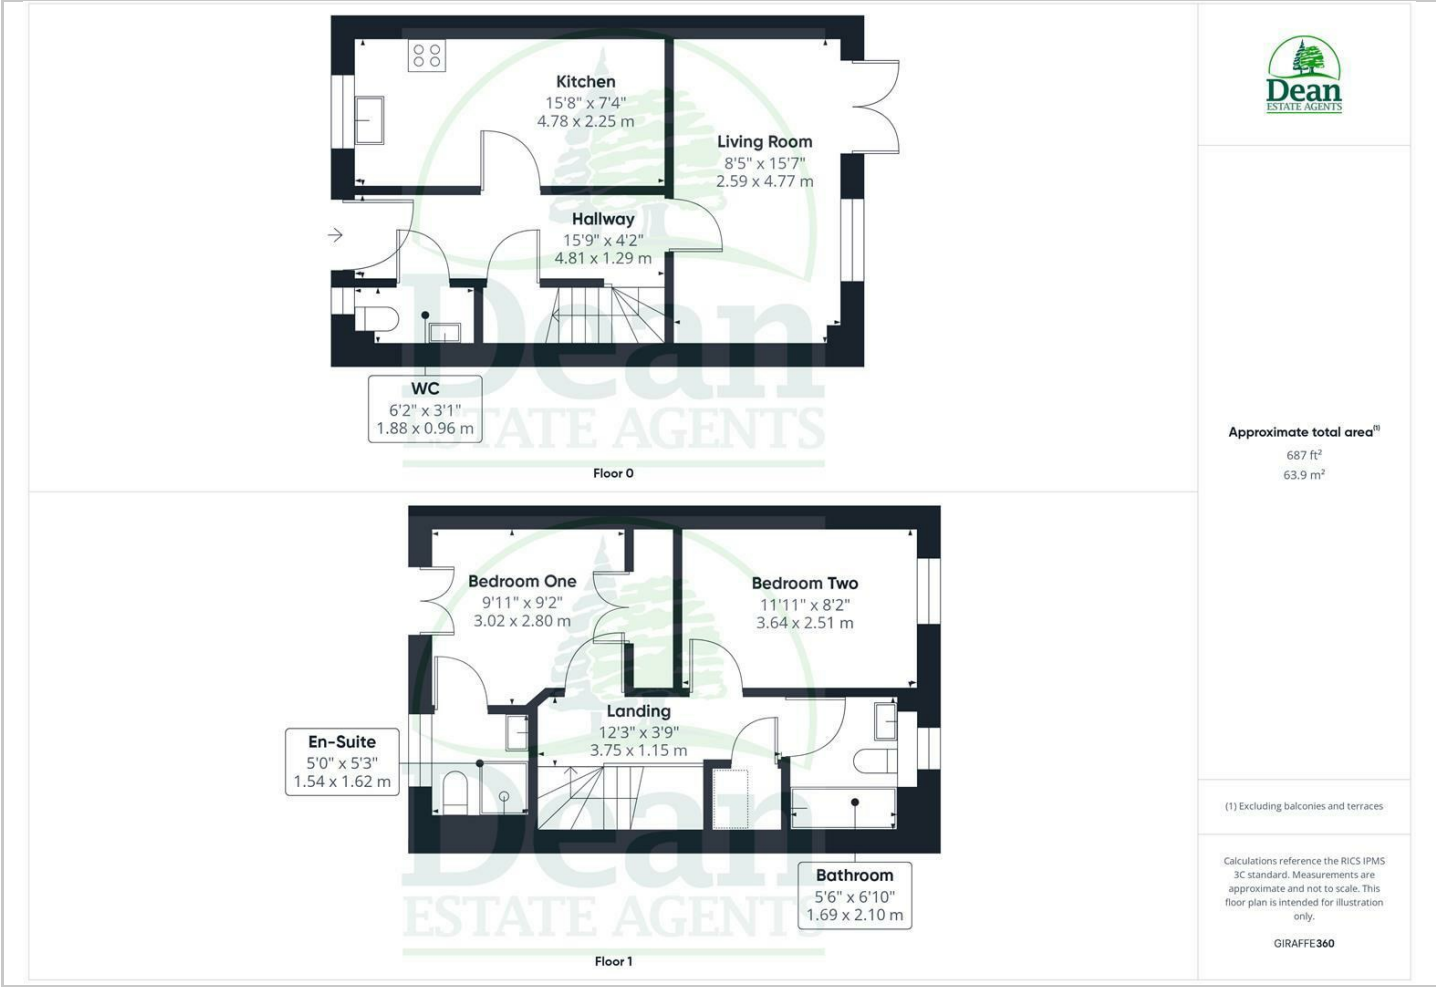 Kitchen
15'8" x 7'4"
4.78 x 2.25 m
Living Room
8'5" x 15'7"
2.59 x 4.77 m
Hallway
15'9" x 4'2"
4.81 x 1.29 m
WC
6'2" x 3'1"
1.88 x 0.96 m
Dean
ESTATE AGENTS
Floor 0
Bedroom One
9'11" x 9'2"
3.02 x 2.80 m
Bedroom Two
11'11" x 8'2"
3.64 x 2.51 m
Landing
12'3" x 3'9"
3.75 x 1.15 m
En-Suite
5'0" x 5'3"
1.54 x 1.62 m
Bathroom
5'6" x 6'10"
1.69 x 2.10 m
Dean
ESTATE AGENTS
Floor 1
Dean
ESTATE AGENTS
Approximate total area(1)
687 ft²
63.9 m²
(1) Excluding balconies and terraces
Calculations reference the RICS IPMS
3C standard. Measurements are
approximate and not to scale. This
floor plan is intended for illustration
only.
GIRAFFE360